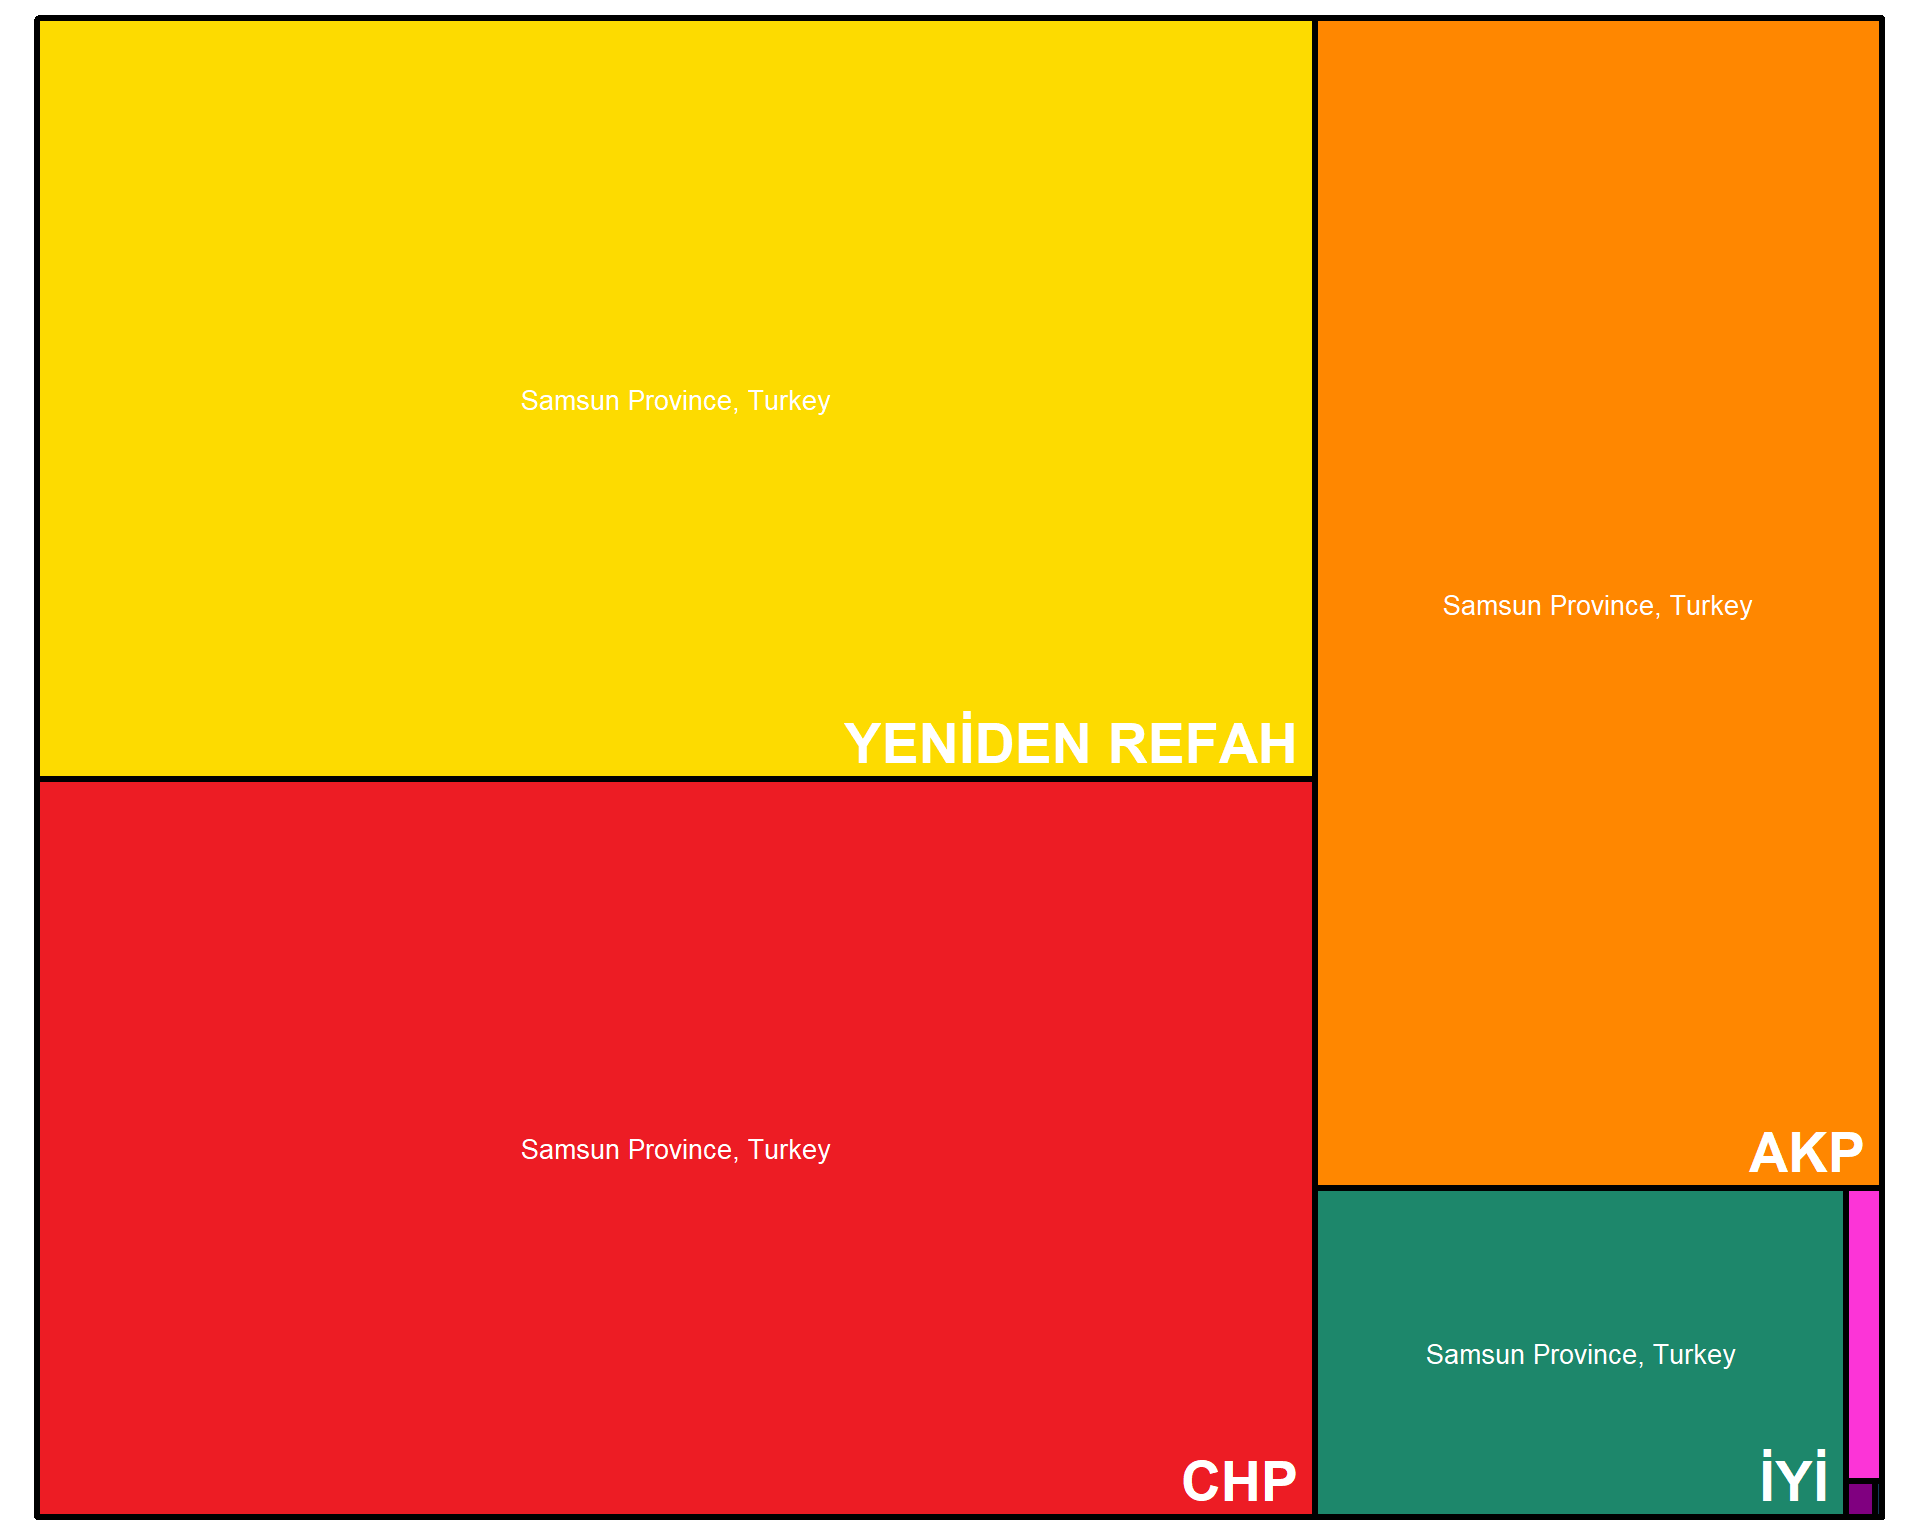 Samsun Province, Turkey
YENİDEN REFAH
Samsun Province, Turkey
CHP
Samsun Province, Turkey
AKP
Samsun Province, Turkey
İYİ